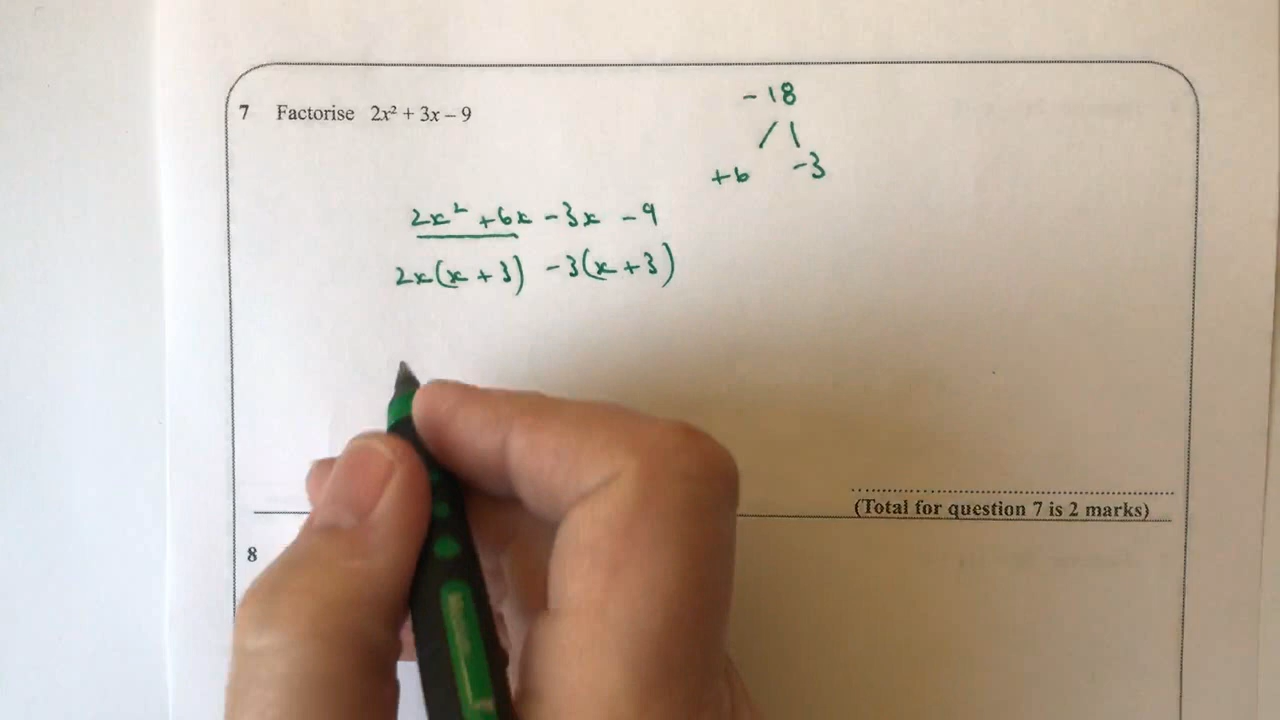 7 Factorise 2x² + 3x – 9
-18
+6 -3
2x² +6x -3x -9
2x(x+3) -3(x+3)
(Total for question 7 is 2 marks)
8